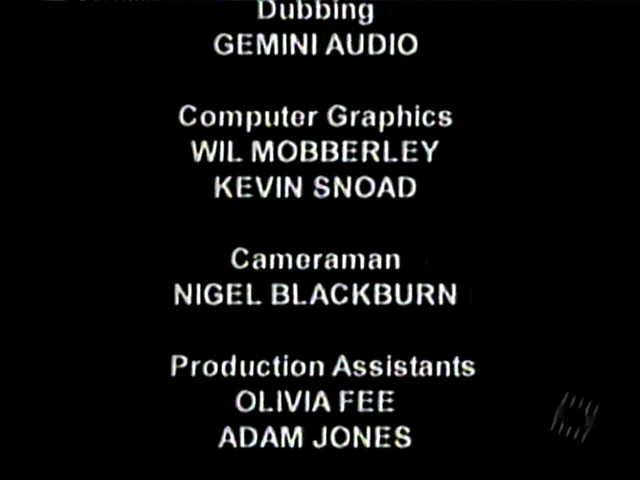 Dubbing
GEMINI AUDIO
Computer Graphics
WIL MOBBERLEY
KEVIN SNOAD
Cameraman
NIGEL BLACKBURN
Production Assistants
OLIVIA FEE
ADAM JONES